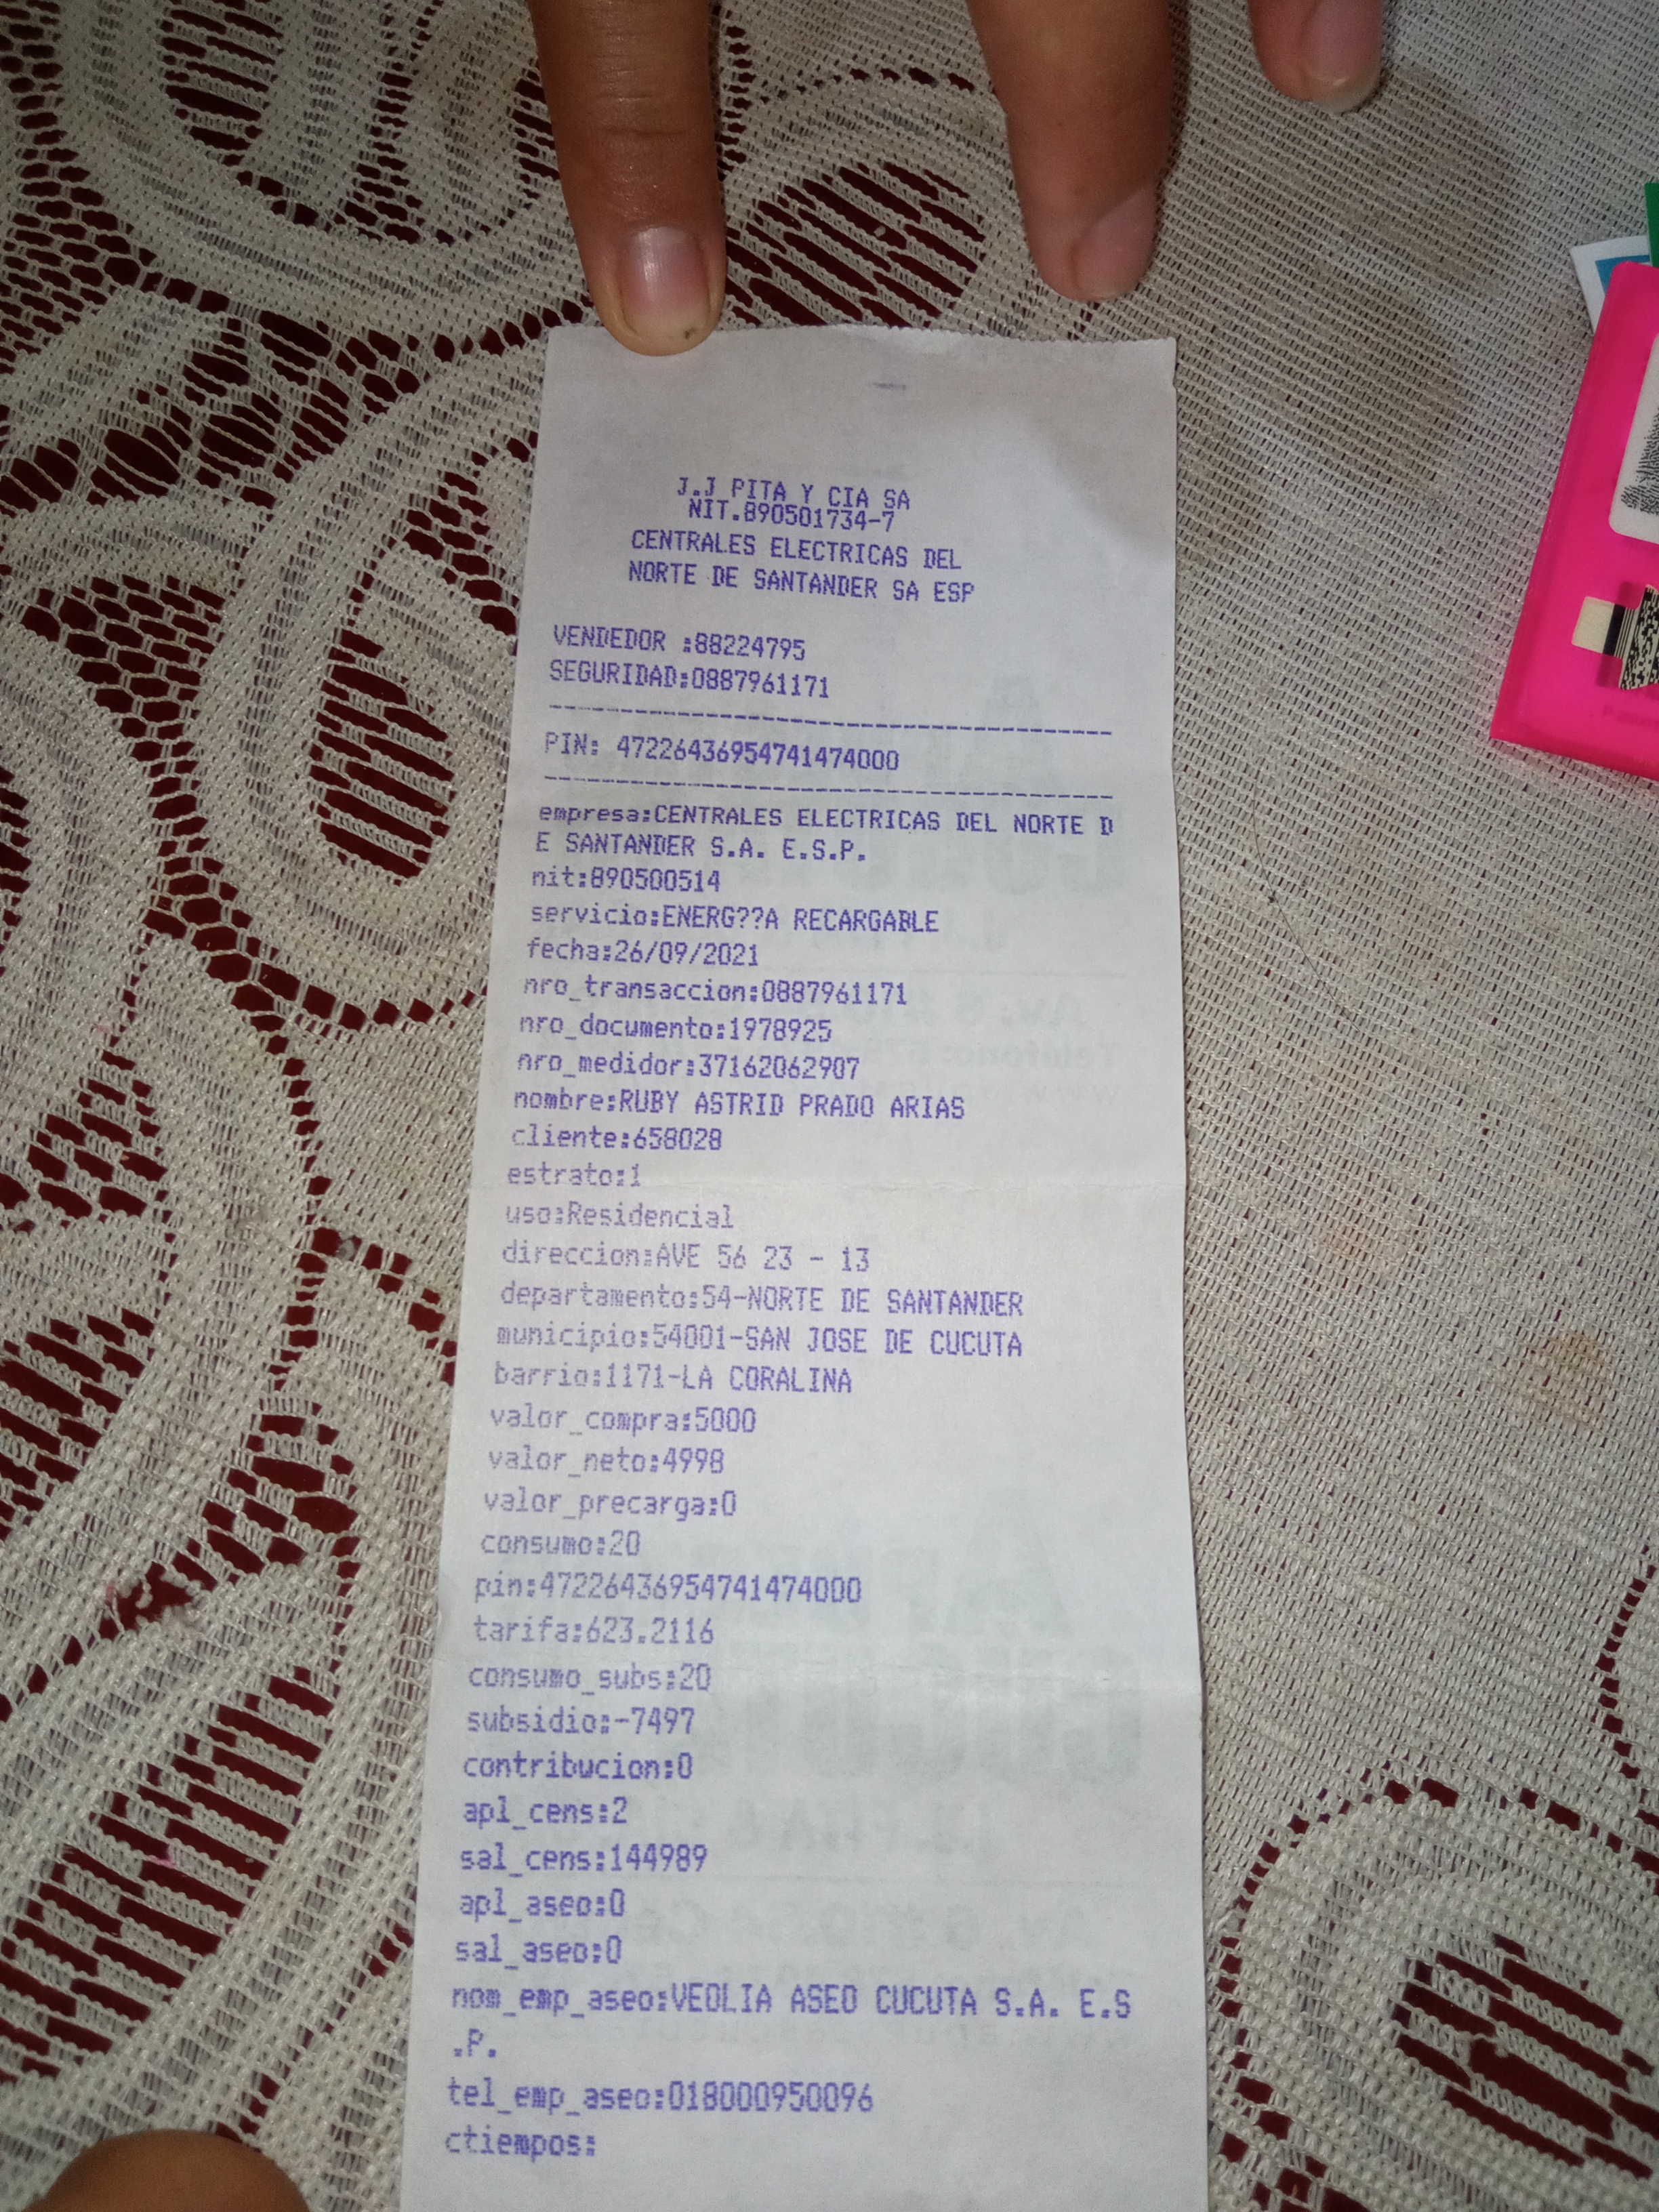 J.J PITA Y CIA SA
NIT.890501734-7
CENTRALES ELECTRICAS DEL
NORTE DE SANTANDER SA ESP
VENDEDOR :88224795
SEGURIDAD:0887961171
PIN: 47226436954741474000
empresa:CENTRALES ELECTRICAS DEL NORTE D
E SANTANDER S.A. E.S.P.
nit:890500514
servicio:ENERG??A RECARGABLE
fecha:26/09/2021
nro_transaccion:0887961171
nro_documento:1978925
nro_medidor:37162062907
nombre:RUBY ASTRID PRADO ARIAS
cliente:658028
estrato:1
uso:Residencial
direccion:AVE 56 23 - 13
departamento:54-NORTE DE SANTANDER
municipio:54001-SAN JOSE DE CUCUTA
barrio:1171-LA CORALINA
valor_compra:5000
valor_neto:4998
valor_precarga:0
consumo:20
pin:47226436954741474000
tarifa:623.2116
consumo_subs:20
subsidio:-7497
contribucion:0
apl_cens:2
sal_cens:144989
apl_aseo:0
sal_aseo:0
nom_emp_aseo:VEOLIA ASEO CUCUTA S.A. E.S
.P.
tel_emp_aseo:018000950096
ctiempos: